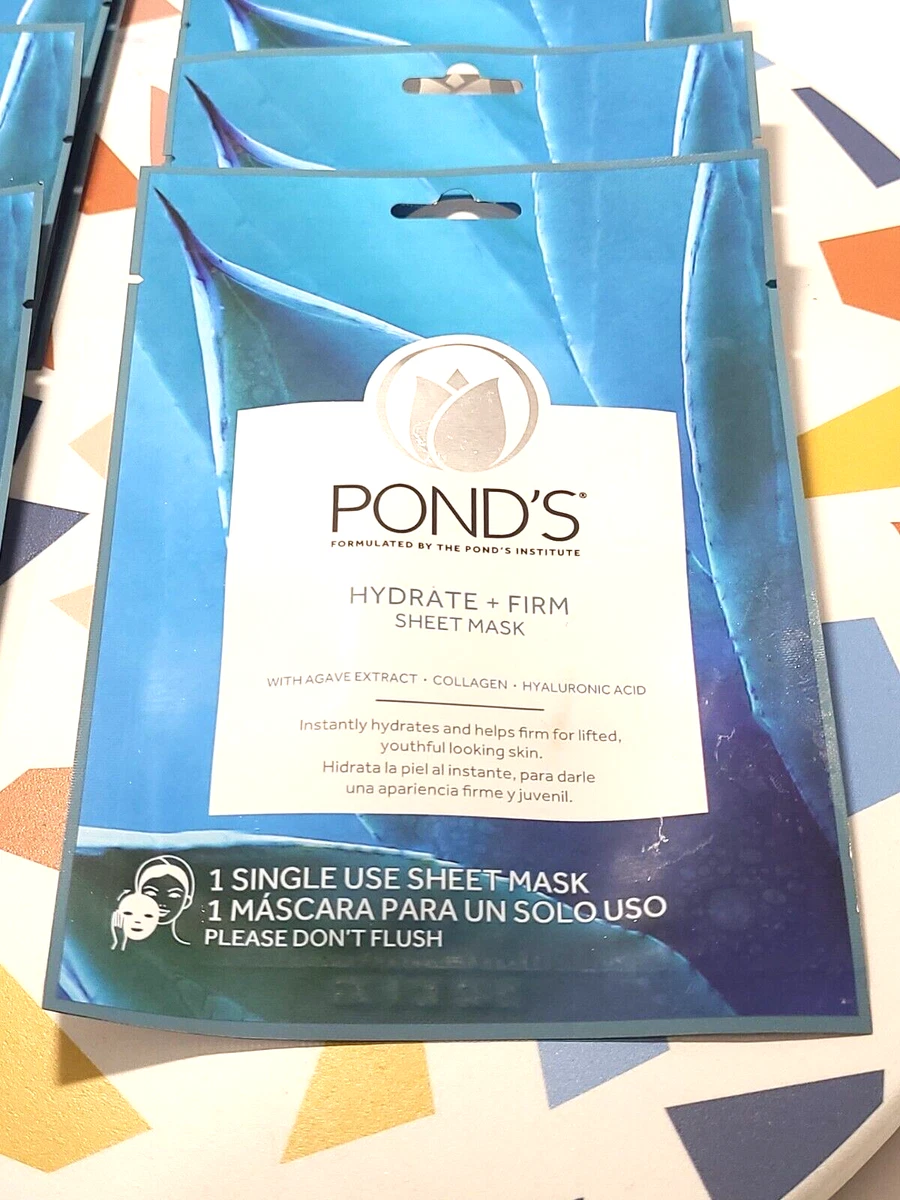 POND'S®
FORMULATED BY THE POND'S INSTITUTE
HYDRATE + FIRM
SHEET MASK
WITH AGAVE EXTRACT · COLLAGEN · HYALURONIC ACID
Instantly hydrates and helps firm for lifted,
youthful looking skin.
Hidrata la piel al instante, para darle
una apariencia firme y juvenil.
1 SINGLE USE SHEET MASK
1 MÁSCARA PARA UN SOLO USO
PLEASE DON'T FLUSH